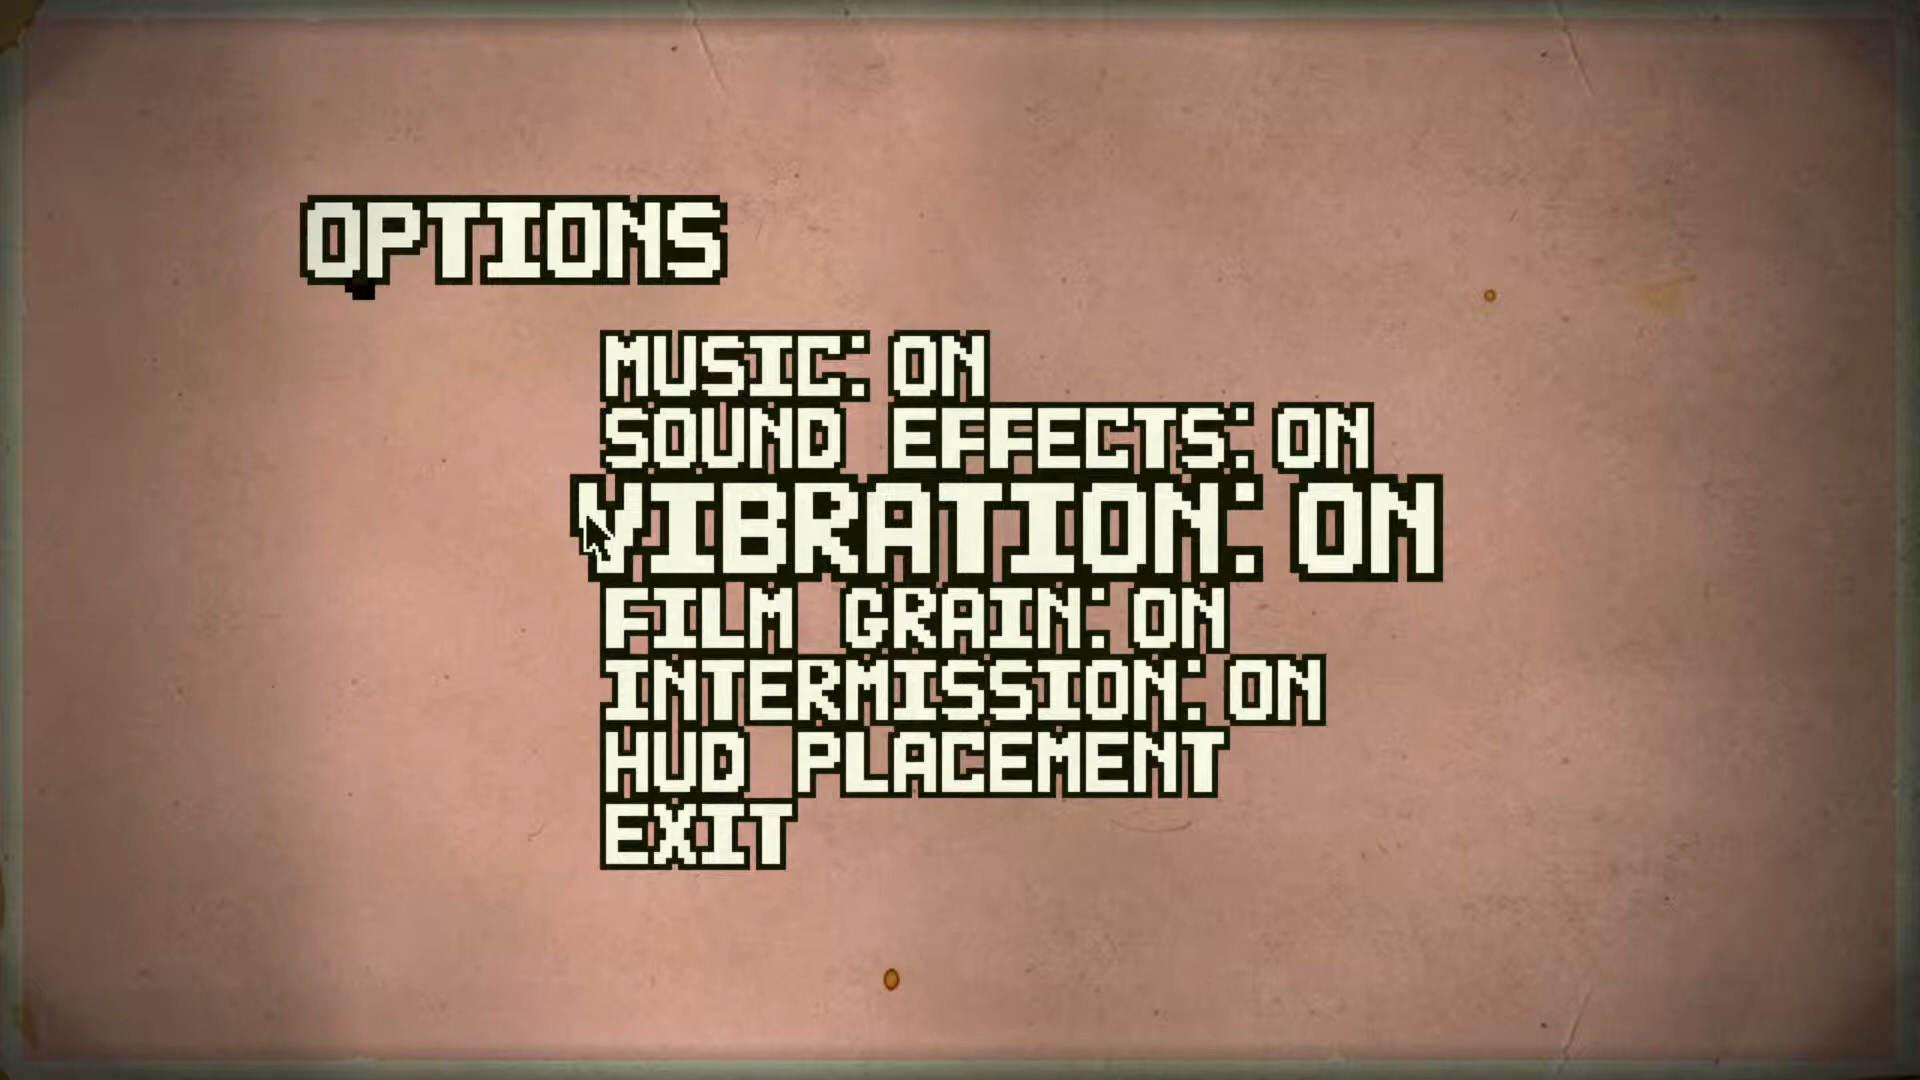 OPTIONS
MUSIC: ON
SOUND EFFECTS: ON
VIBRATION: ON
FILM GRAIN: ON
INTERMISSION: ON
HUD PLACEMENT
EXIT